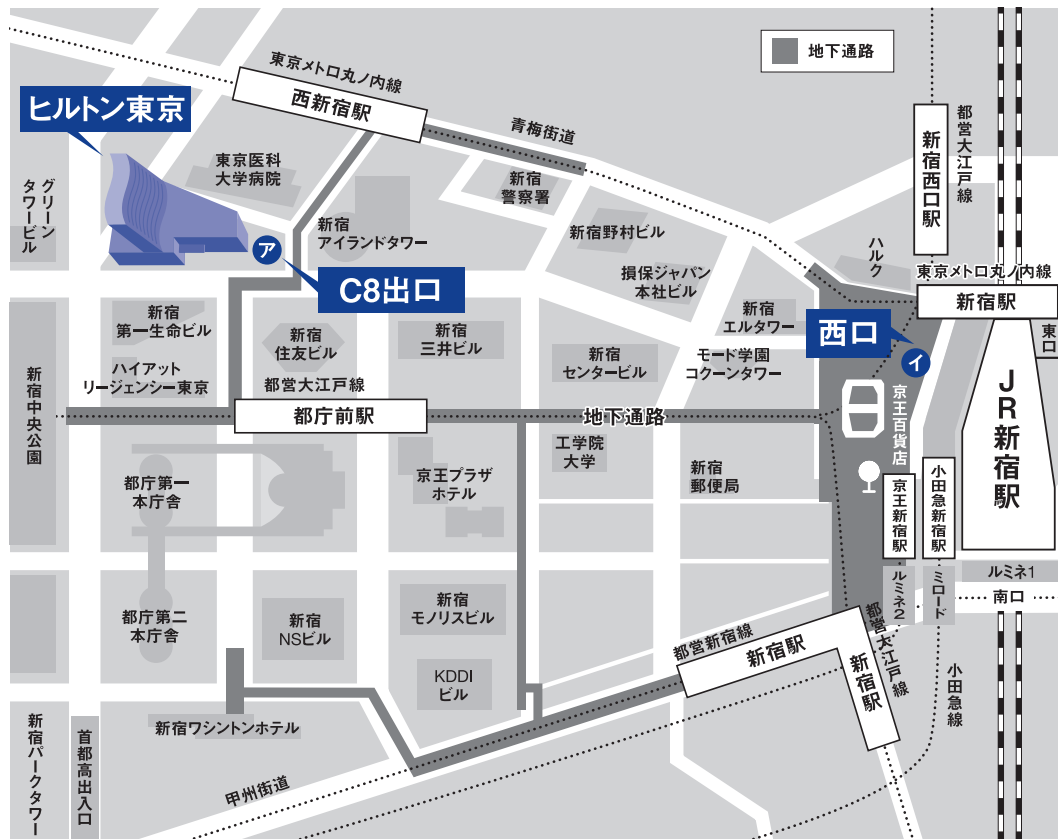 地下通路
東京メトロ丸ノ内線
西新宿駅
ヒルトン東京
青梅街道
都営大江戸線
新宿西口駅
東京医科
大学病院
新宿
警察署
グリーン
タワービル
新宿
アイランドタワー
新宿野村ビル
ハルク
ア
C8出口
損保ジャパン
本社ビル
東京メトロ丸ノ内線
新宿駅
新宿
第一生命ビル
新宿
住友ビル
新宿
三井ビル
新宿
エルタワー
西口
イ
東口
ハイアット
リージェンシー東京
新宿
センタービル
モード学園
コクーンタワー
JR新宿駅
新宿中央公園
都営大江戸線
都庁前駅
地下通路
京王百貨店
工学院
大学
京王プラザ
ホテル
新宿
郵便局
都庁第一
本庁舎
京王新宿駅
小田急新宿駅
ルミネ1
ルミネ2
ミロード
南口
都庁第二
本庁舎
新宿
NSビル
新宿
モノリスビル
都営新宿線
新宿駅
都営大江戸線
新宿駅
KDDI
ビル
小田急線
新宿ワシントンホテル
新宿パークタワー
首都高出入口
甲州街道